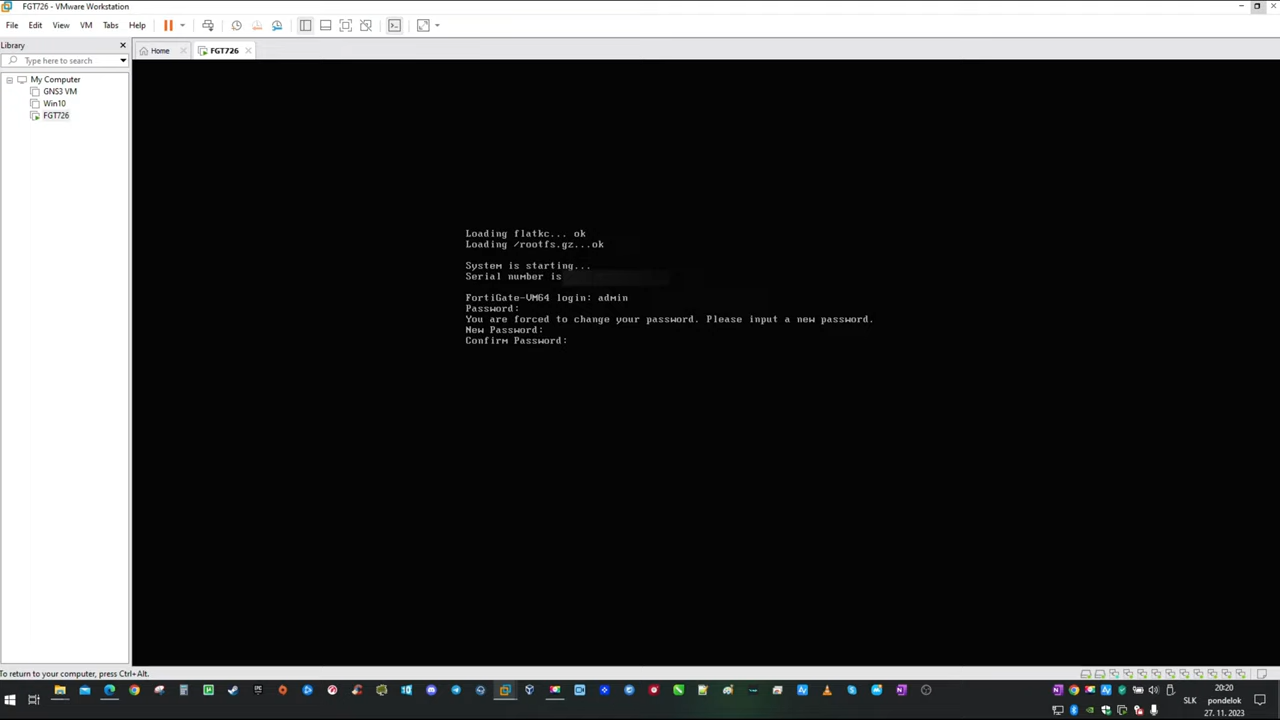 FGT726 - VMware Workstation
File Edit View VM Tabs Help
Library
Type here to search
Home
FGT726
My Computer
GNS3 VM
Win10
FGT726
Loading flatkc... ok
Loading /rootfs.gz...ok
System is starting...
Serial number is
FortiGate-VM64 login: admin
Password:
You are forced to change your password. Please input a new password.
New Password:
Confirm Password:
To return to your computer, press Ctrl+Alt.
SLK
20:20
pondelok
27. 11. 2023